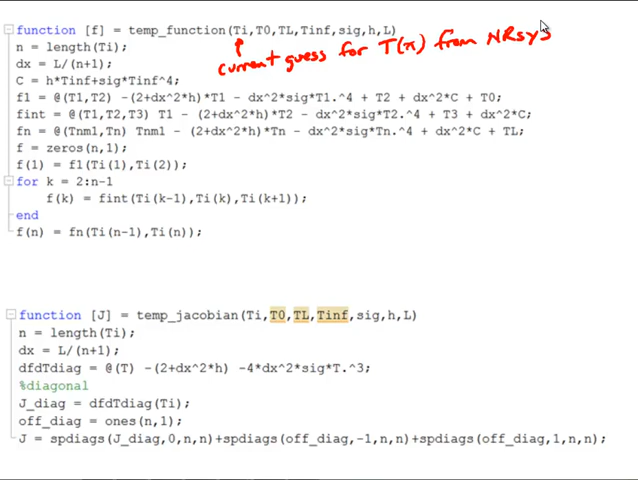 function [f] = temp_function(Ti,T0,TL,Tinf,sig,h,L)
current guess for T(x) from NRsys
n = length(Ti);
dx = L/(n+1);
C = h*Tinf+sig*Tinf^4;
f1 = @(T1,T2) -(2+dx^2*h)*T1 - dx^2*sig*T1.^4 + T2 + dx^2*C + T0;
fint = @(T1,T2,T3) T1 - (2+dx^2*h)*T2 - dx^2*sig*T2.^4 + T3 + dx^2*C;
fn = @(Tnm1,Tn) Tnm1 - (2+dx^2*h)*Tn - dx^2*sig*Tn.^4 + dx^2*C + TL;
f = zeros(n,1);
f(1) = f1(Ti(1),Ti(2));
for k = 2:n-1
f(k) = fint(Ti(k-1),Ti(k),Ti(k+1));
end
f(n) = fn(Ti(n-1),Ti(n));
function [J] = temp_jacobian(Ti,T0,TL,Tinf,sig,h,L)
n = length(Ti);
dx = L/(n+1);
dfdTdiag = @(T) -(2+dx^2*h) -4*dx^2*sig*T.^3;
%diagonal
J_diag = dfdTdiag(Ti);
off_diag = ones(n,1);
J = spdiags(J_diag,0,n,n)+spdiags(off_diag,-1,n,n)+spdiags(off_diag,1,n,n);